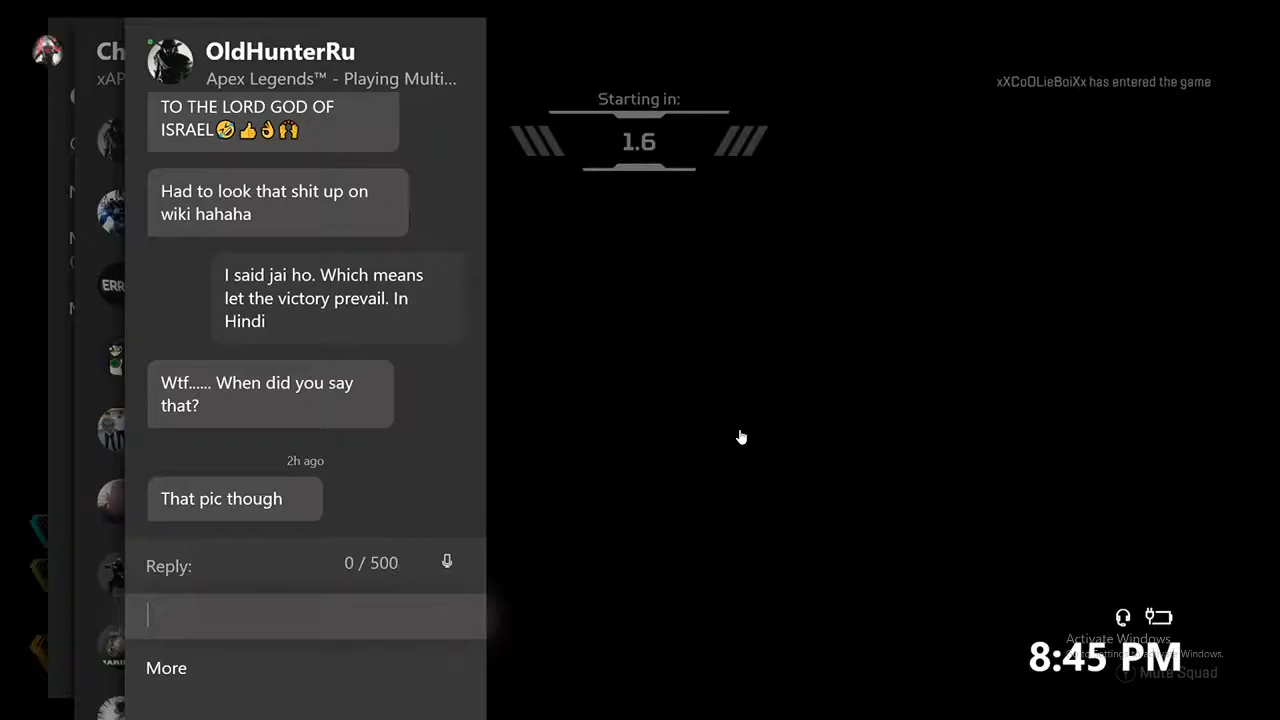 Ch
OldHunterRu
xAP
Apex Legends™ - Playing Multi...
TO THE LORD GOD OF
ISRAEL🤣👍👌🙌
Had to look that shit up on
wiki hahaha
I said jai ho. Which means
let the victory prevail. In
Hindi
ERR
Wtf...... When did you say
that?
2h ago
That pic though
Reply:
0 / 500
More
Starting in:
1.6
xXCoOLieBoiXx has entered the game
Activate Windows
8:45 PM
Mute Squad